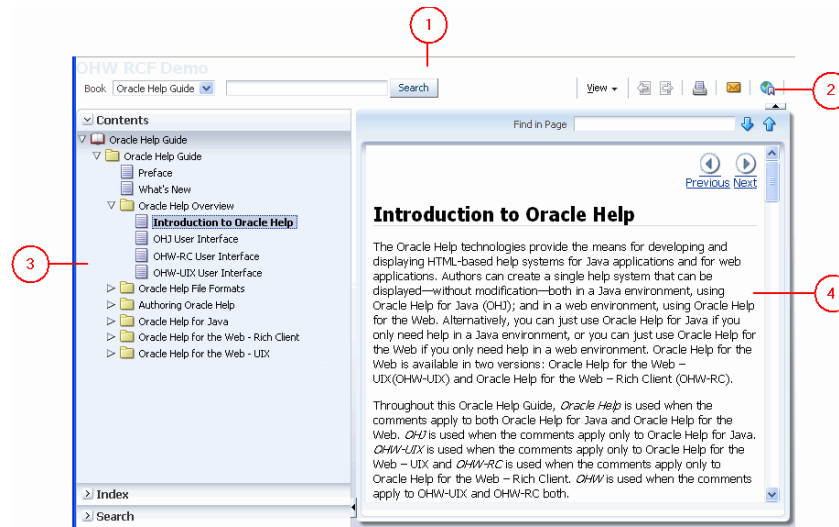 1
OHW RCF Demo
Book Oracle Help Guide Search View
2
Contents
Find in Page
Oracle Help Guide
Oracle Help Guide
Preface
What's New
Oracle Help Overview
Introduction to Oracle Help
OHJ User Interface
OHW-RC User Interface
OHW-UIX User Interface
Oracle Help File Formats
Authoring Oracle Help
Oracle Help for Java
Oracle Help for the Web - Rich Client
Oracle Help for the Web - UIX
3
Index
Search
Previous Next
Introduction to Oracle Help
The Oracle Help technologies provide the means for developing and
displaying HTML-based help systems for Java applications and for web
applications. Authors can create a single help system that can be
displayed—without modification—both in a Java environment, using
Oracle Help for Java (OHJ); and in a web environment, using Oracle Help
for the Web. Alternatively, you can just use Oracle Help for Java if you
only need help in a Java environment, or you can just use Oracle Help for
the Web if you only need help in a web environment. Oracle Help for the
Web is available in two versions: Oracle Help for the Web –
UIX(OHW-UIX) and Oracle Help for the Web – Rich Client (OHW-RC).
4
Throughout this Oracle Help Guide, Oracle Help is used when the
comments apply to both Oracle Help for Java and Oracle Help for the
Web. OHJ is used when the comments apply only to Oracle Help for Java.
OHW-UIX is used when the comments apply only to Oracle Help for the
Web – UIX and OHW-RC is used when the comments apply only to
Oracle Help for the Web – Rich Client. OHW is used when the comments
apply to OHW-UIX and OHW-RC both.